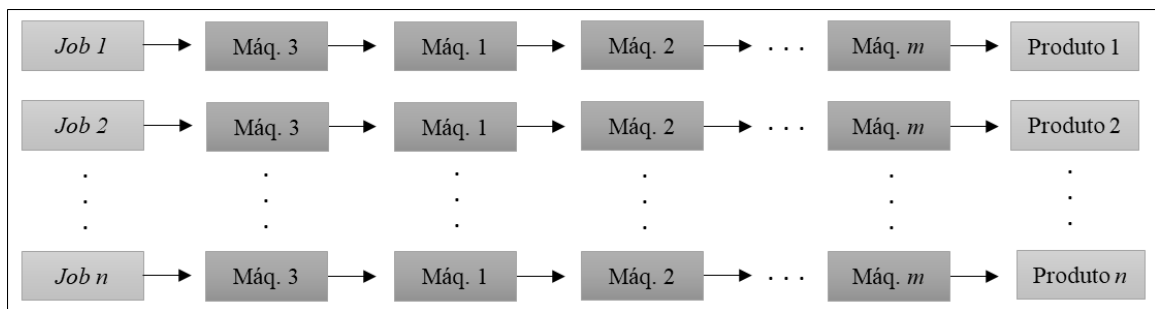 Job 1 Máq. 3 Máq. 1 Máq. 2 . . . Máq. m Produto 1
Job 2 Máq. 3 Máq. 1 Máq. 2 . . . Máq. m Produto 2
Job n Máq. 3 Máq. 1 Máq. 2 . . . Máq. m Produto n